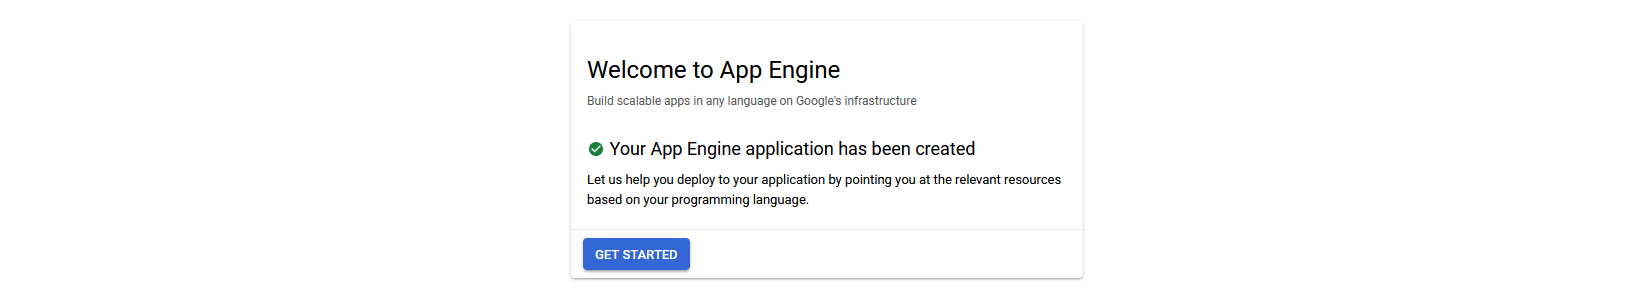 Welcome to App Engine
Build scalable apps in any language on Google's infrastructure
Your App Engine application has been created
Let us help you deploy to your application by pointing you at the relevant resources
based on your programming language.
GET STARTED